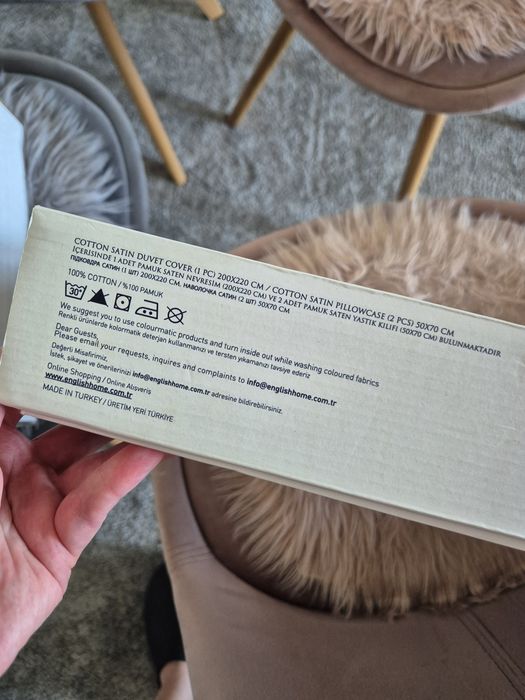 COTTON SATIN DUVET COVER (1 PC) 200X220 CM / COTTON SATIN PILLOWCASE (2 PCS) 50X70 CM
İÇERİSİNDE 1 ADET PAMUK SATEN NEVRESİM (200X220 CM) VE 2 ADET PAMUK SATEN YASTIK KILIFI (50X70 CM) BULUNMAKTADIR
ПІДКОВДРА САТИН (1 ШТ) 200X220 СМ, НАВОЛОЧКА САТИН (2 ШТ) 50X70 СМ
100% COTTON / %100 PAMUK
30°
We suggest you to use colourmatic products and turn inside out while washing coloured fabrics
Renkli ürünlerde kolormatik deterjan kullanmanızı ve tersten yıkamanızı tavsiye ederiz
Dear Guests,
Please email your requests, inquires and complaints to info@englishhome.com.tr
Değerli Misafirimiz,
İstek, şikayet ve önerilerinizi info@englishhome.com.tr adresine bildirebilirsiniz.
Online Shopping / Online Alışveriş
www.englishhome.com.tr
MADE IN TURKEY / ÜRETİM YERİ TÜRKİYE